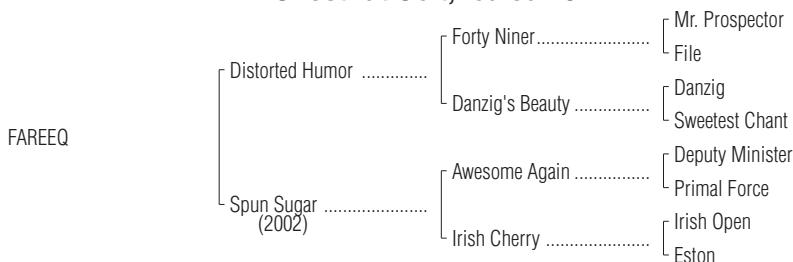 Mr. Prospector
Forty Niner.......................
File
Distorted Humor ..............
Danzig
Danzig's Beauty ................
Sweetest Chant
FAREEQ
Deputy Minister
Awesome Again ................
Primal Force
Spun Sugar ......................
(2002)
Irish Open
Irish Cherry ......................
Eston